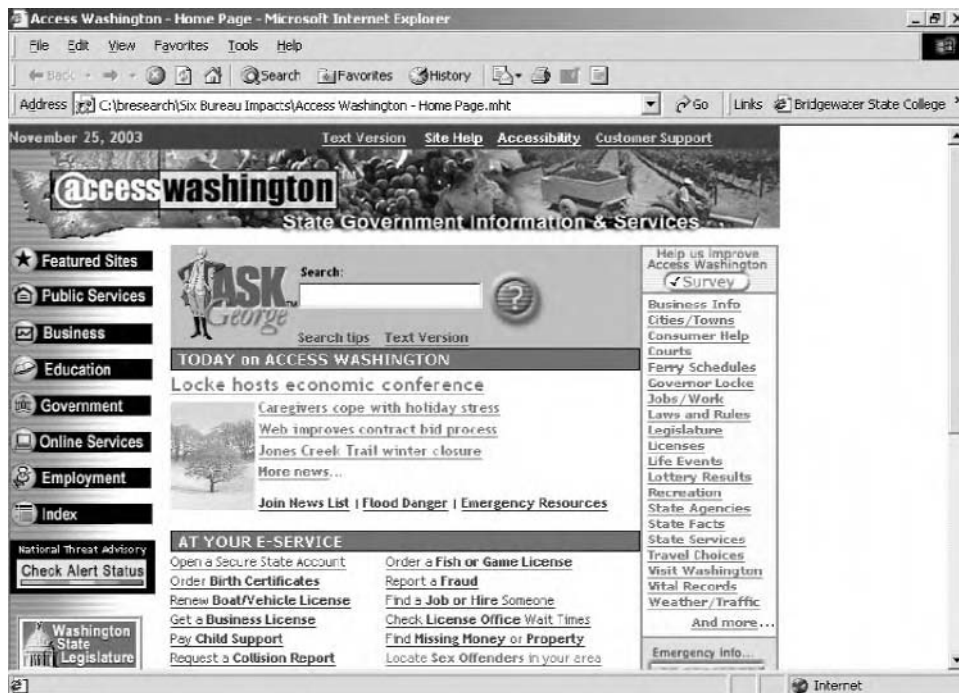 Access Washington - Home Page - Microsoft Internet Explorer
File Edit View Favorites Tools Help
Back Search Favorites History
Address C:\bresearch\Six Bureau Impacts\Access Washington - Home Page.mht Go Links Bridgewater State College
November 25, 2003 Text Version Site Help Accessibility Customer Support
@accesswashington
State Government Information & Services
Featured Sites
Public Services
Business
Education
Government
Online Services
Employment
Index
National Threat Advisory
Check Alert Status
Washington
State
Legislature
ASK
George
TM
Search:
?
Search tips Text Version
TODAY on ACCESS WASHINGTON
Locke hosts economic conference
Caregivers cope with holiday stress
Web improves contract bid process
Jones Creek Trail winter closure
More news...
Join News List | Flood Danger | Emergency Resources
AT YOUR E-SERVICE
Open a Secure State Account
Order Birth Certificates
Renew Boat/Vehicle License
Get a Business License
Pay Child Support
Request a Collision Report
Order a Fish or Game License
Report a Fraud
Find a Job or Hire Someone
Check License Office Wait Times
Find Missing Money or Property
Locate Sex Offenders in your area
Help us improve
Access Washington
Survey
Business Info
Cities/Towns
Consumer Help
Courts
Ferry Schedules
Governor Locke
Jobs/Work
Laws and Rules
Legislature
Licenses
Life Events
Lottery Results
Recreation
State Agencies
State Facts
State Services
Travel Choices
Visit Washington
Vital Records
Weather/Traffic
And more...
Emergency Info...
Internet